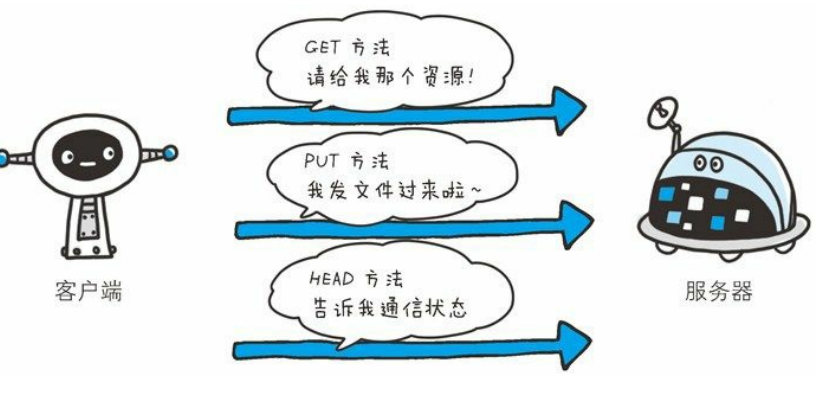 GET 方法
请给我那个资源!
PUT 方法
我发文件过来啦~
HEAD 方法
告诉我通信状态
客户端
服务器